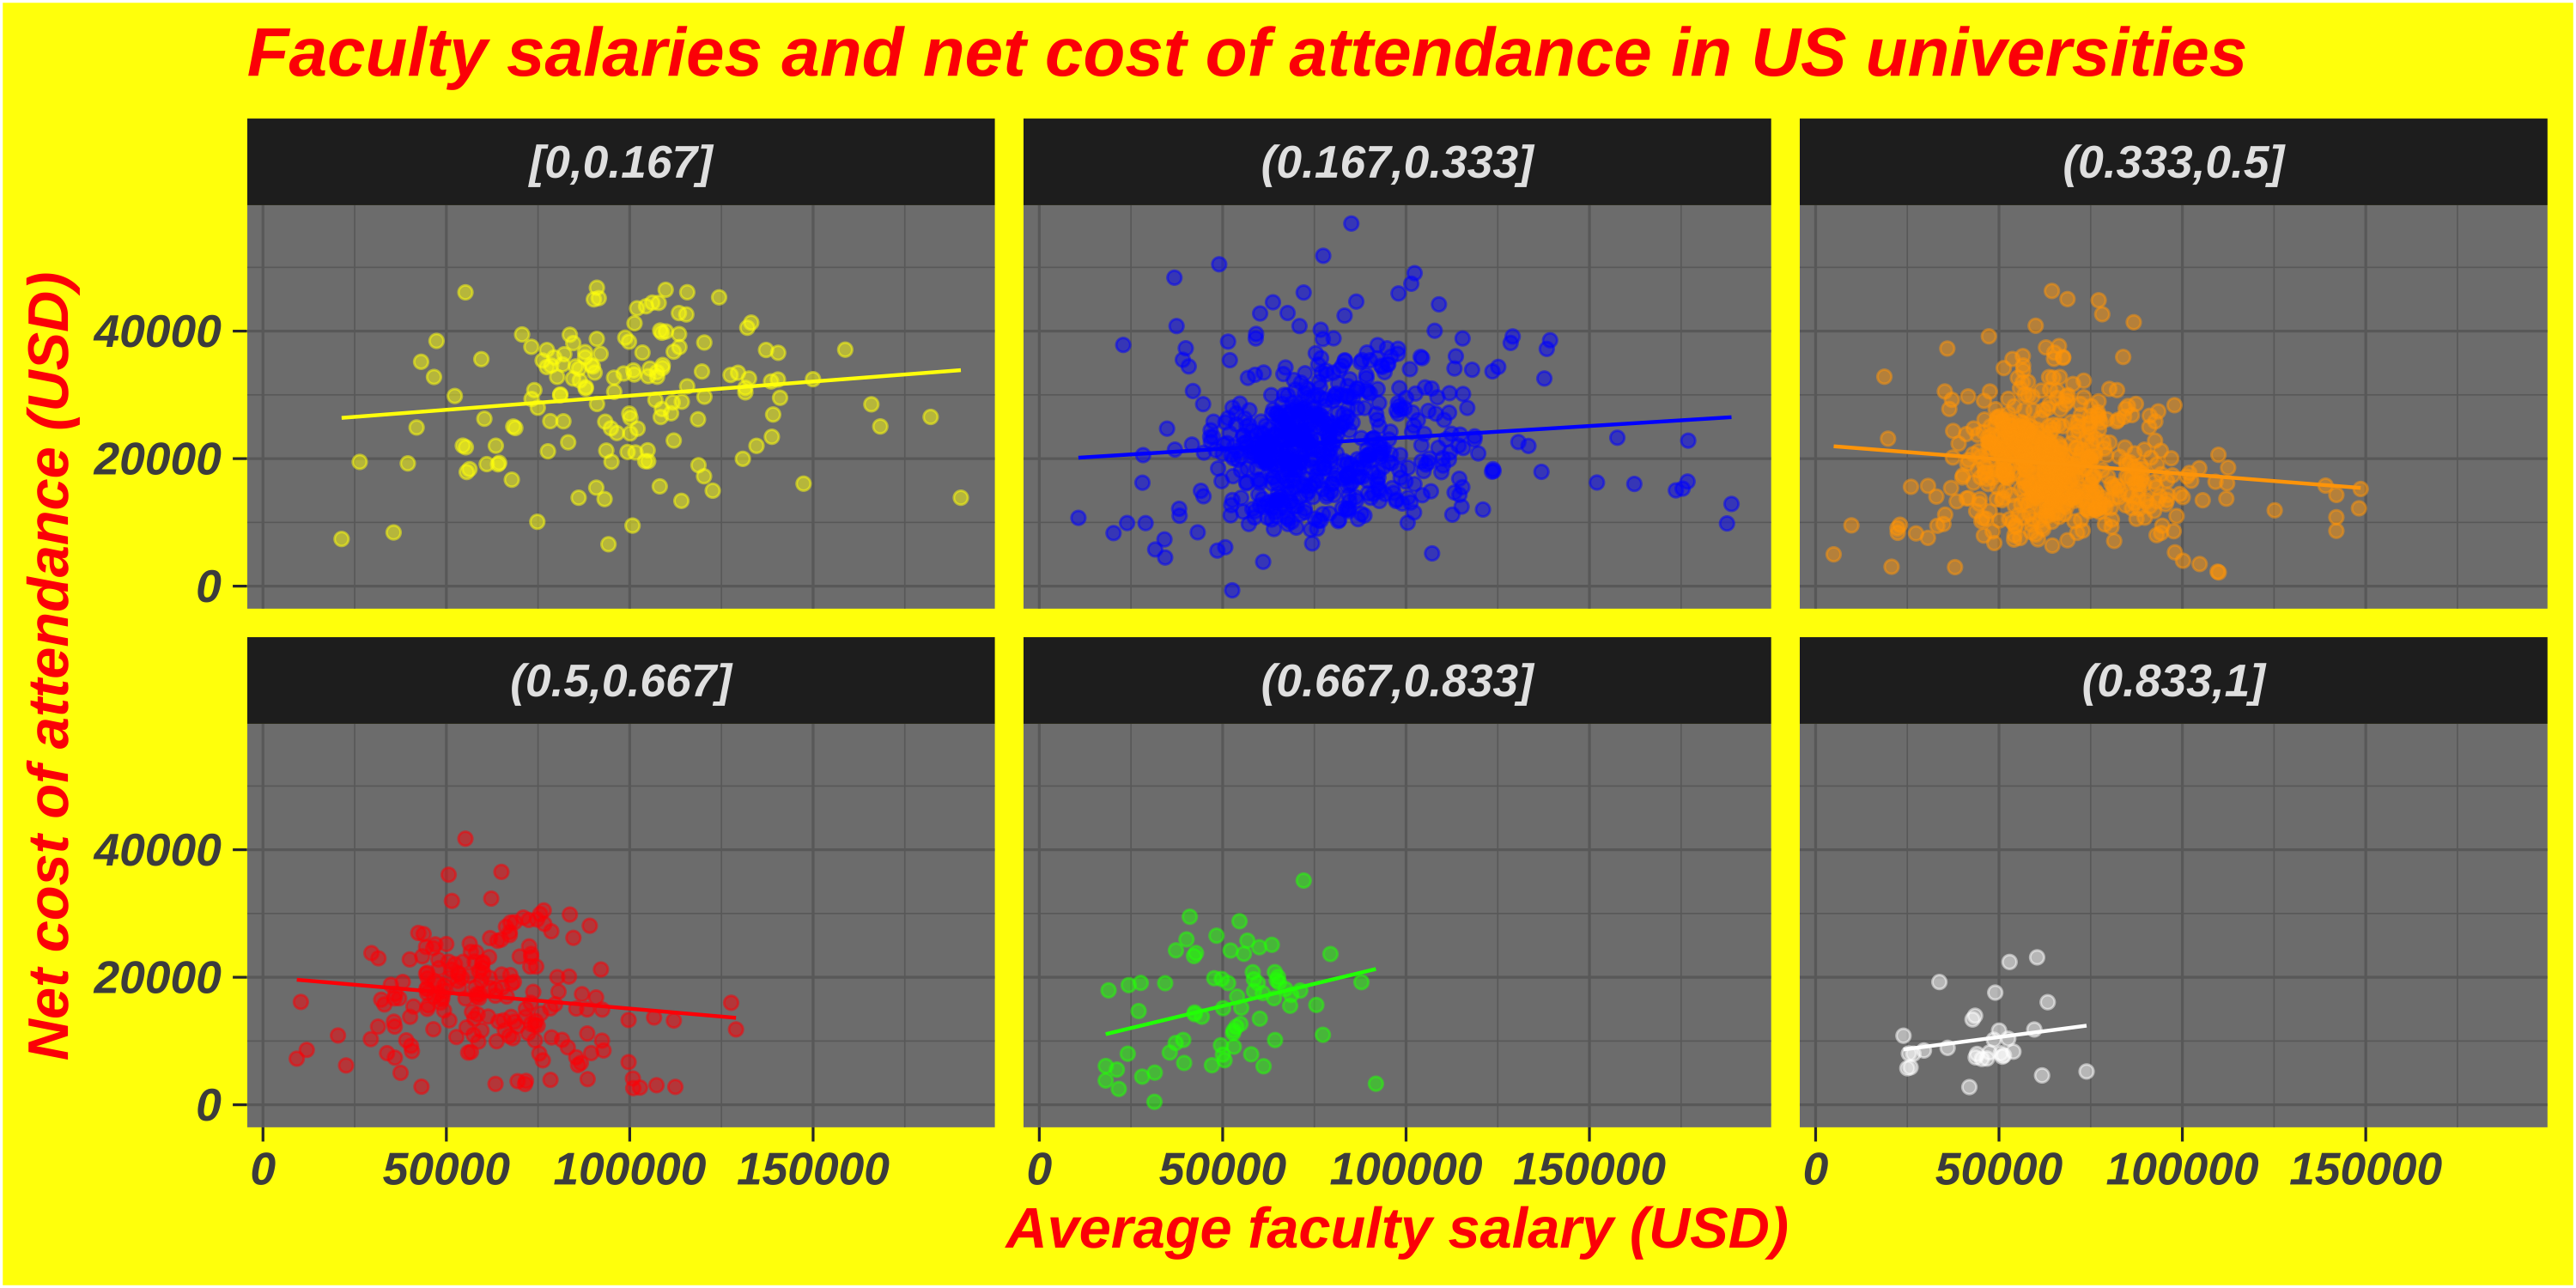 Faculty salaries and net cost of attendance in US universities
[0,0.167]
(0.167,0.333]
(0.333,0.5]
Net cost of attendance (USD)
40000
20000
0
(0.5,0.667]
(0.667,0.833]
(0.833,1]
40000
20000
0
0 50000 100000 150000
0 50000 100000 150000
0 50000 100000 150000
Average faculty salary (USD)